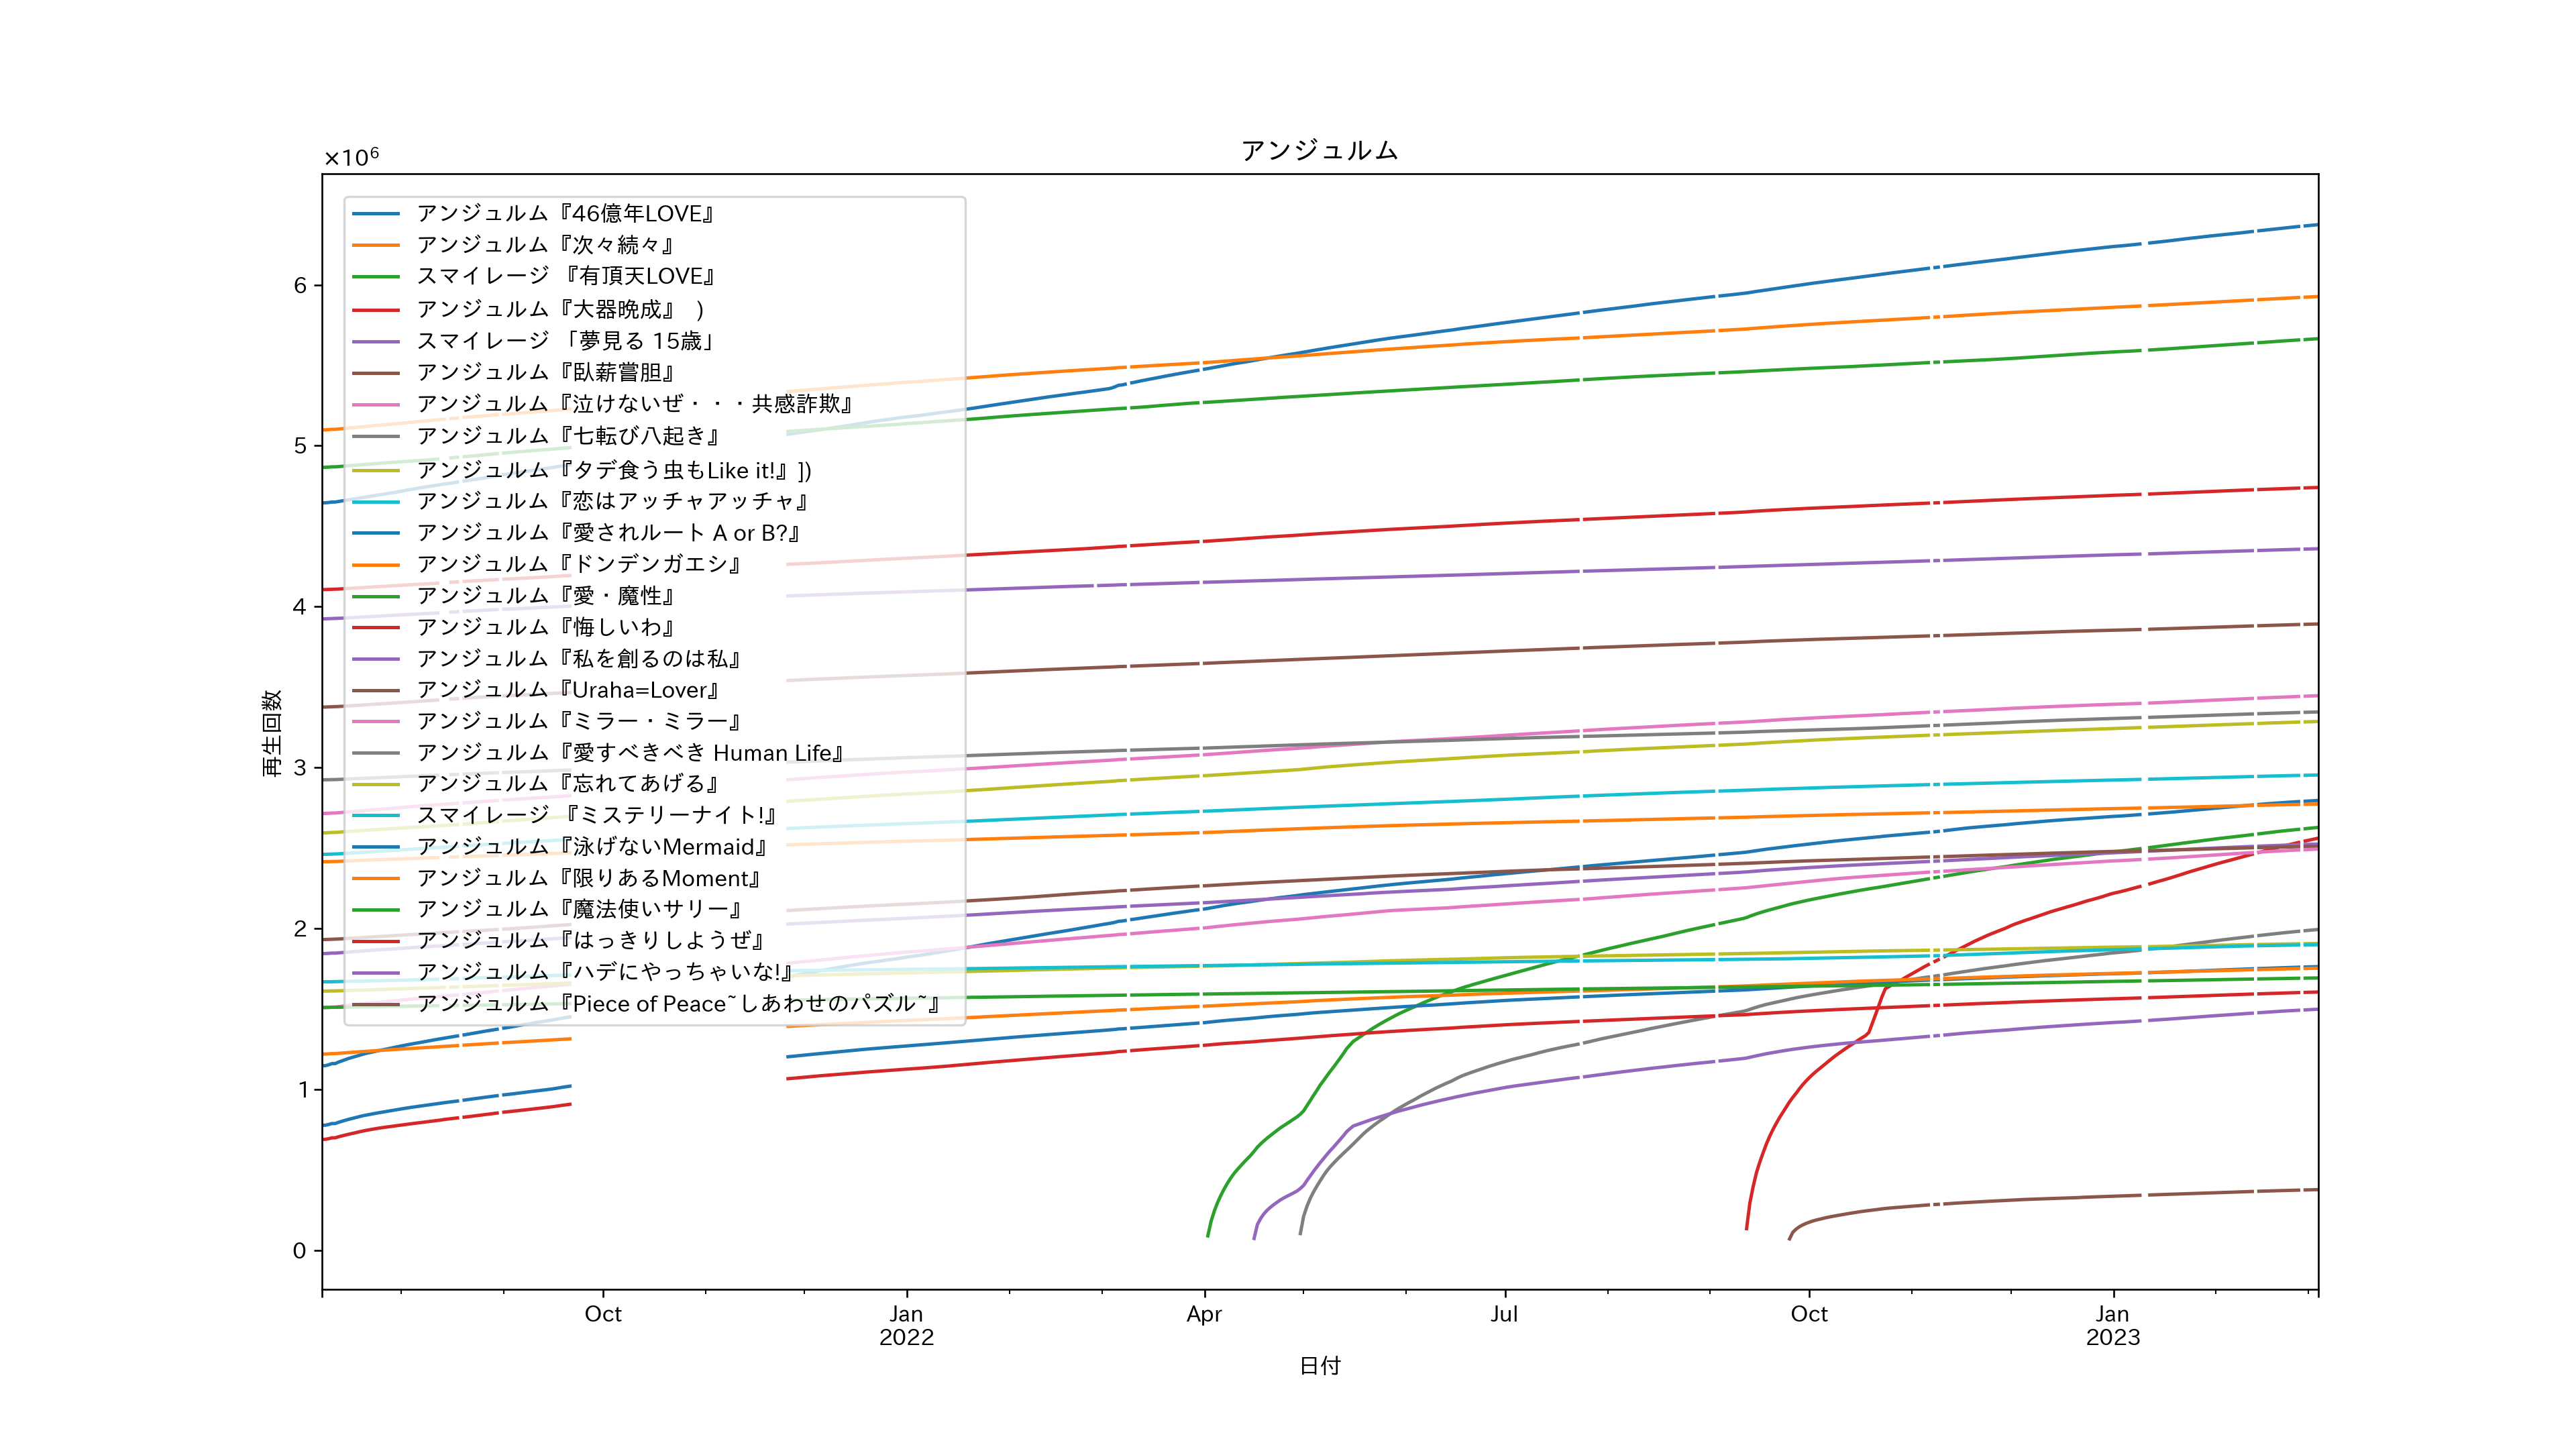 アンジュルム
×10⁶
アンジュルム『46億年LOVE』
アンジュルム『次々続々』
スマイレージ 『有頂天LOVE』
アンジュルム『大器晩成』 )
スマイレージ 「夢見る 15歳」
アンジュルム『臥薪嘗胆』
アンジュルム『泣けないぜ・・・共感詐欺』
アンジュルム『七転び八起き』
アンジュルム『タデ食う虫もLike it!』])
アンジュルム『恋はアッチャアッチャ』
アンジュルム『愛されルート A or B?』
アンジュルム『ドンデンガエシ』
アンジュルム『愛・魔性』
アンジュルム『悔しいわ』
アンジュルム『私を創るのは私』
アンジュルム『Uraha=Lover』
アンジュルム『ミラー・ミラー』
アンジュルム『愛すべきべき Human Life』
アンジュルム『忘れてあげる』
スマイレージ 『ミステリーナイト!』
アンジュルム『泳げないMermaid』
アンジュルム『限りあるMoment』
アンジュルム『魔法使いサリー』
アンジュルム『はっきりしようぜ』
アンジュルム『ハデにやっちゃいな!』
アンジュルム『Piece of Peace~しあわせのパズル~』
再生回数
6
5
4
3
2
1
0
Oct
Jan
2022
Apr
Jul
Oct
Jan
2023
日付